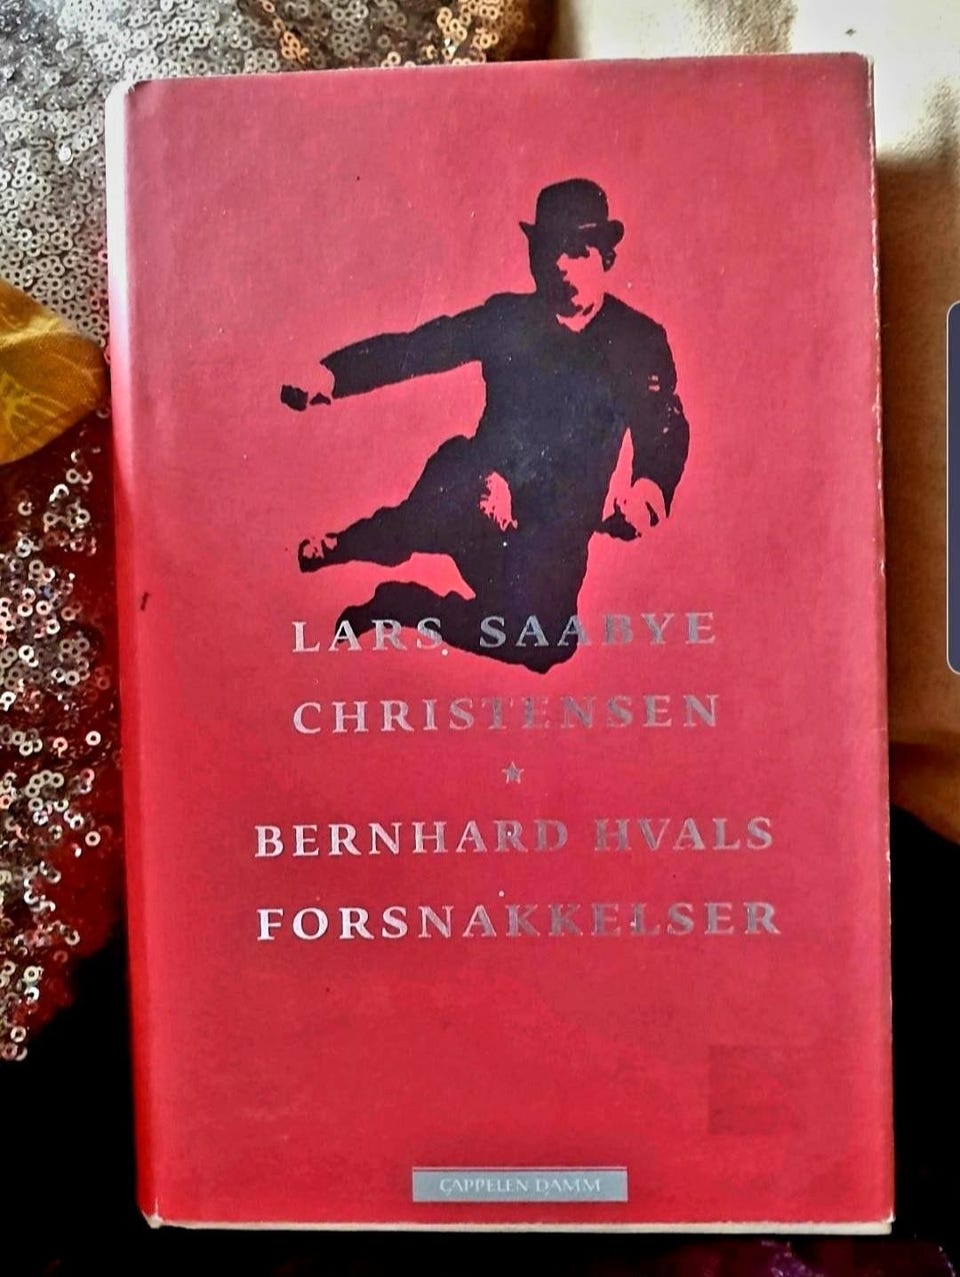 LARS SAABYE
CHRISTENSEN
BERNHARD HVALS
FORSNAKKELSER
CAPPELEN DAMM